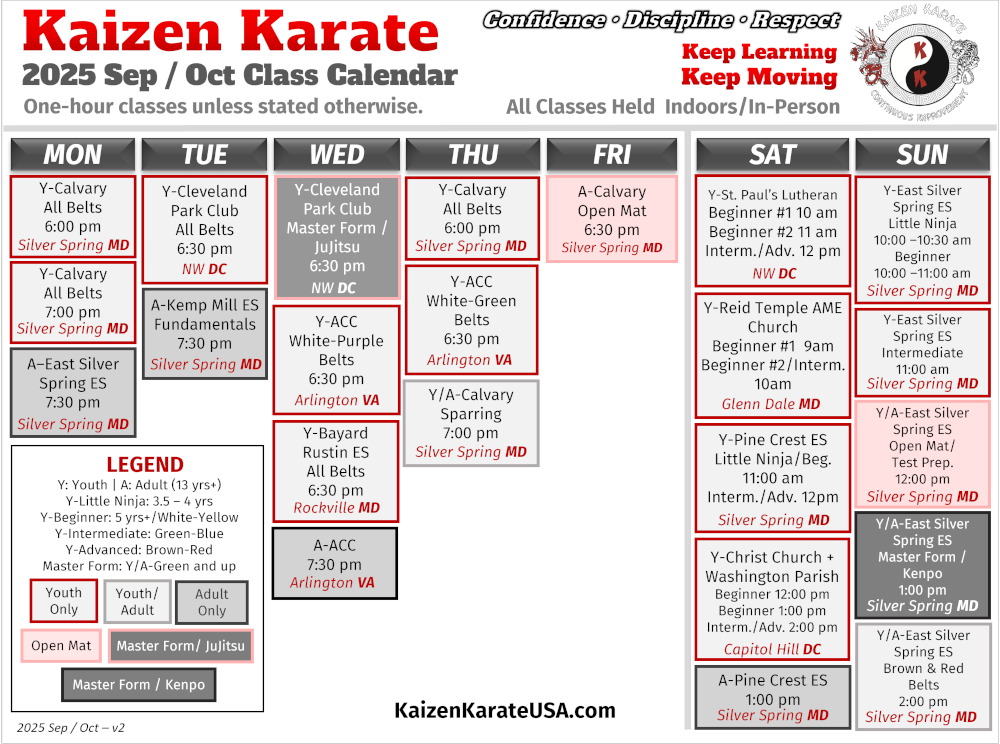 Kaizen Karate
2025 Sep / Oct Class Calendar
One-hour classes unless stated otherwise.
Confidence • Discipline • Respect
Keep Learning
Keep Moving
All Classes Held Indoors/In-Person
KAIZEN KARATE
K
K
CONTINUOUS IMPROVEMENT
MON
Y-Calvary
All Belts
6:00 pm
Silver Spring MD
Y-Calvary
All Belts
7:00 pm
Silver Spring MD
A–East Silver
Spring ES
7:30 pm
Silver Spring MD
TUE
Y-Cleveland
Park Club
All Belts
6:30 pm
NW DC
A-Kemp Mill ES
Fundamentals
7:30 pm
Silver Spring MD
WED
Y-Cleveland
Park Club
Master Form /
JuJitsu
6:30 pm
NW DC
Y-ACC
White-Purple
Belts
6:30 pm
Arlington VA
Y-Bayard
Rustin ES
All Belts
6:30 pm
Rockville MD
A-ACC
7:30 pm
Arlington VA
THU
Y-Calvary
All Belts
6:00 pm
Silver Spring MD
Y-ACC
White-Green
Belts
6:30 pm
Arlington VA
Y/A-Calvary
Sparring
7:00 pm
Silver Spring MD
FRI
A-Calvary
Open Mat
6:30 pm
Silver Spring MD
SAT
Y-St. Paul's Lutheran
Beginner #1 10 am
Beginner #2 11 am
Interm./Adv. 12 pm
NW DC
Y-Reid Temple AME
Church
Beginner #1 9am
Beginner #2/Interm.
10am
Glenn Dale MD
Y-Pine Crest ES
Little Ninja/Beg.
11:00 am
Interm./Adv. 12pm
Silver Spring MD
Y-Christ Church +
Washington Parish
Beginner 12:00 pm
Beginner 1:00 pm
Interm./Adv. 2:00 pm
Capitol Hill DC
A-Pine Crest ES
1:00 pm
Silver Spring MD
SUN
Y-East Silver
Spring ES
Little Ninja
10:00 –10:30 am
Beginner
10:00 –11:00 am
Silver Spring MD
Y-East Silver
Spring ES
Intermediate
11:00 am
Silver Spring MD
Y/A-East Silver
Spring ES
Open Mat/
Test Prep.
12:00 pm
Silver Spring MD
Y/A-East Silver
Spring ES
Master Form /
Kenpo
1:00 pm
Silver Spring MD
Y/A-East Silver
Spring ES
Brown & Red
Belts
2:00 pm
Silver Spring MD
LEGEND
Y: Youth | A: Adult (13 yrs+)
Y-Little Ninja: 3.5 – 4 yrs
Y-Beginner: 5 yrs+/White-Yellow
Y-Intermediate: Green-Blue
Y-Advanced: Brown-Red
Master Form: Y/A-Green and up
Youth
Only
Youth/
Adult
Adult
Only
Open Mat
Master Form/ JuJitsu
Master Form / Kenpo
KaizenKarateUSA.com
2025 Sep / Oct – v2